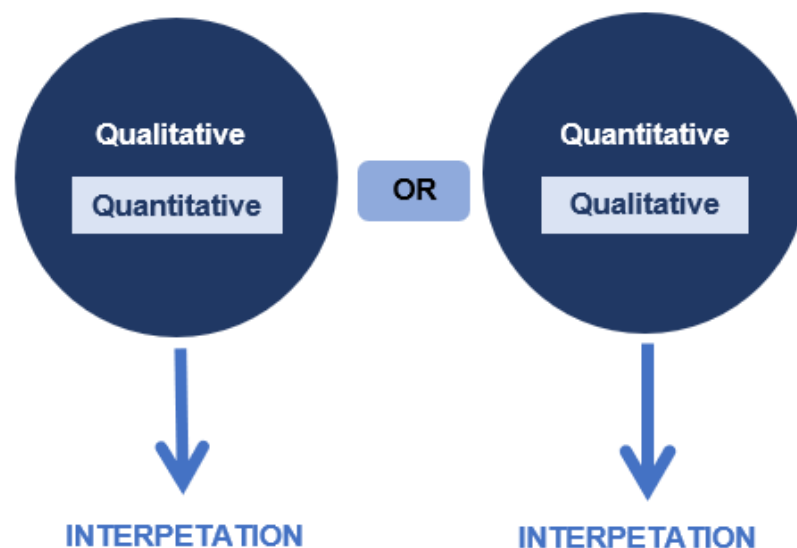 Qualitative
Quantitative
OR
Quantitative
Qualitative
INTERPETATION
INTERPETATION